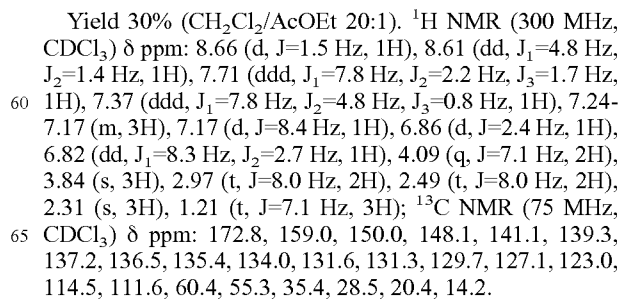 Yield 30% (CH₂Cl₂/AcOEt 20:1). ¹H NMR (300 MHz,
CDCl₃) δ ppm: 8.66 (d, J=1.5 Hz, 1H), 8.61 (dd, J₁=4.8 Hz,
J₂=1.4 Hz, 1H), 7.71 (ddd, J₁=7.8 Hz, J₂=2.2 Hz, J₃=1.7 Hz,
60 1H), 7.37 (ddd, J₁=7.8 Hz, J₂=4.8 Hz, J₃=0.8 Hz, 1H), 7.24-
7.17 (m, 3H), 7.17 (d, J=8.4 Hz, 1H), 6.86 (d, J=2.4 Hz, 1H),
6.82 (dd, J₁=8.3 Hz, J₂=2.7 Hz, 1H), 4.09 (q, J=7.1 Hz, 2H),
3.84 (s, 3H), 2.97 (t, J=8.0 Hz, 2H), 2.49 (t, J=8.0 Hz, 2H),
2.31 (s, 3H), 1.21 (t, J=7.1 Hz, 3H); ¹³C NMR (75 MHz,
65 CDCl₃) δ ppm: 172.8, 159.0, 150.0, 148.1, 141.1, 139.3,
137.2, 136.5, 135.4, 134.0, 131.6, 131.3, 129.7, 127.1, 123.0,
114.5, 111.6, 60.4, 55.3, 35.4, 28.5, 20.4, 14.2.